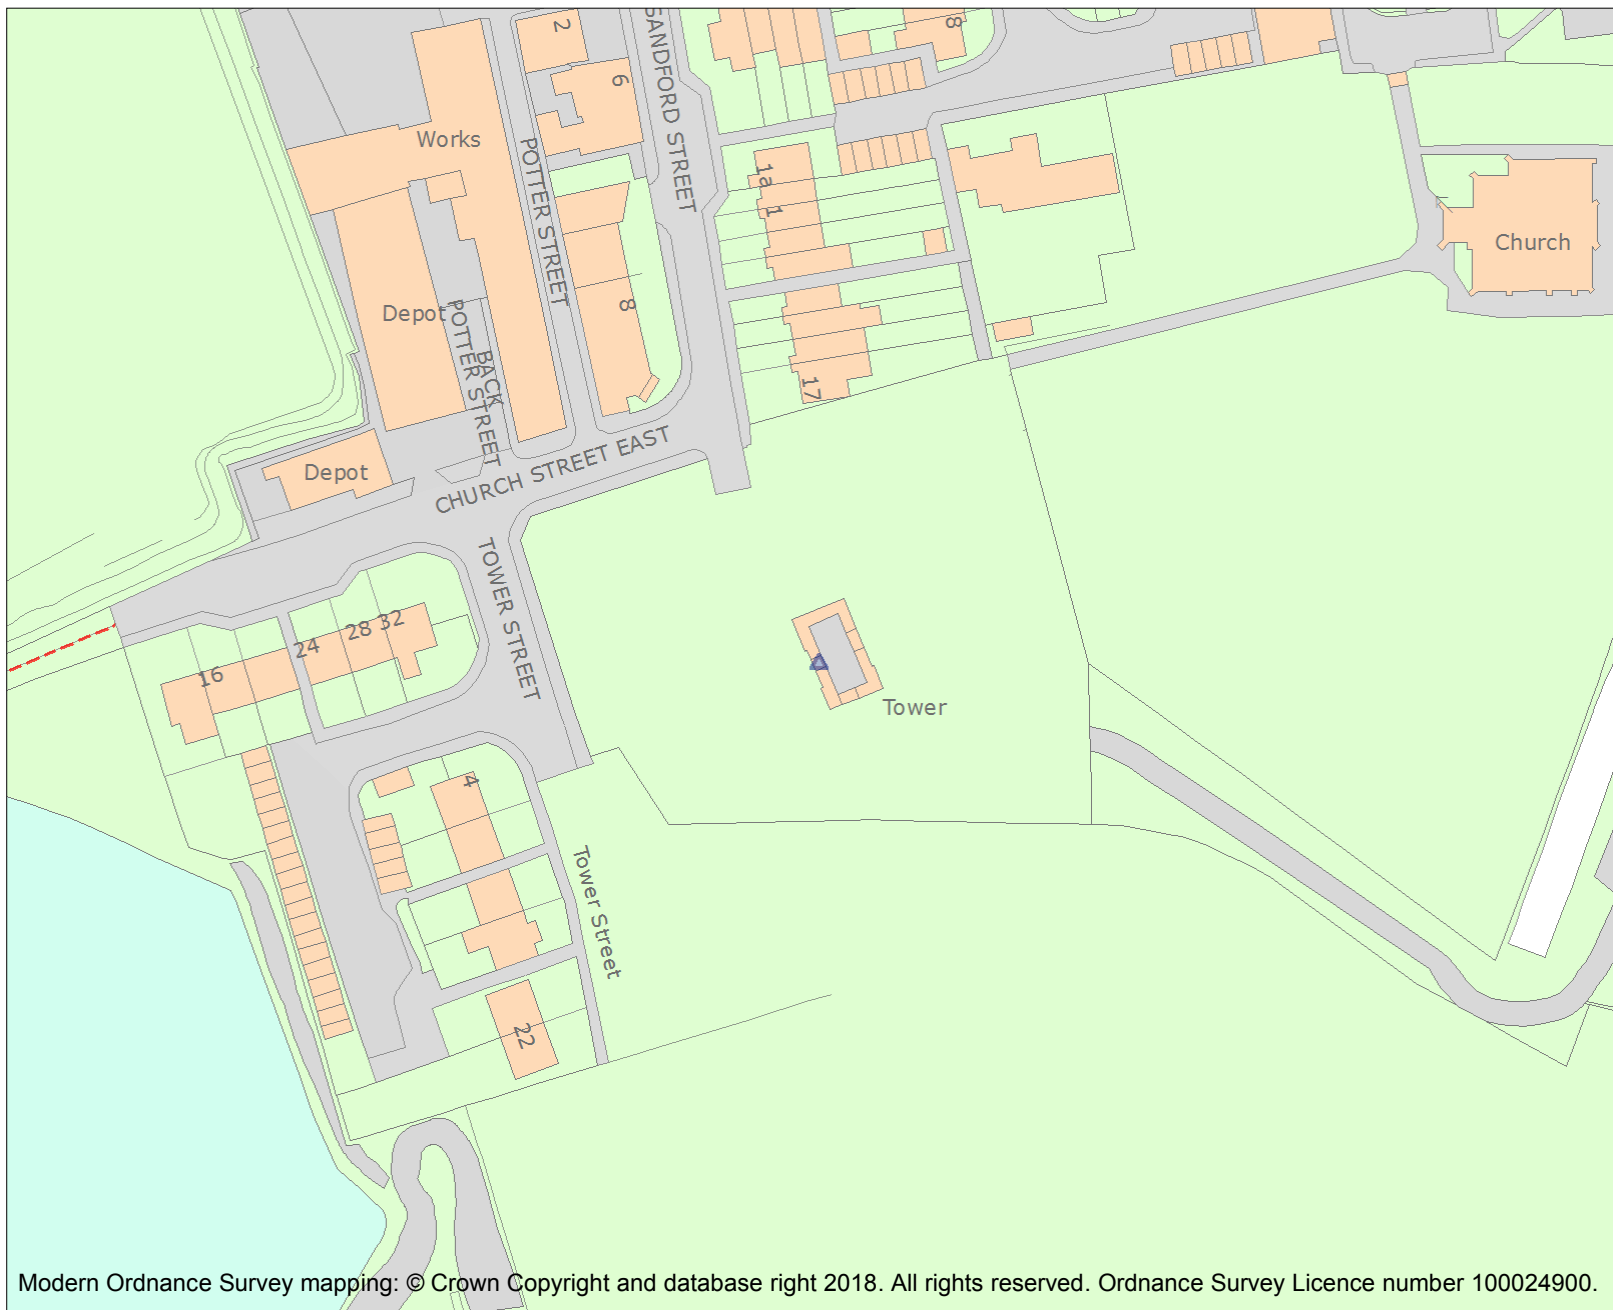 2
SANDFORD STREET
8
6
Works
POTTER STREET
1a
1
Church
Depot
8
BACK
POTTER STREET
17
CHURCH STREET EAST
Depot
TOWER STREET
16
24
28
32
Tower
4
Tower Street
22
Modern Ordnance Survey mapping: © Crown Copyright and database right 2018. All rights reserved. Ordnance Survey Licence number 100024900.